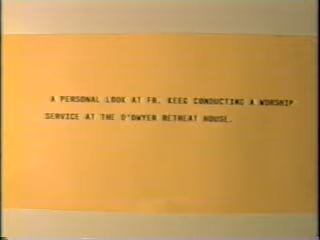 A PERSONAL LOOK AT FR. KEEG CONDUCTING A WORSHIP
SERVICE AT THE O'DWYER RETREAT HOUSE.